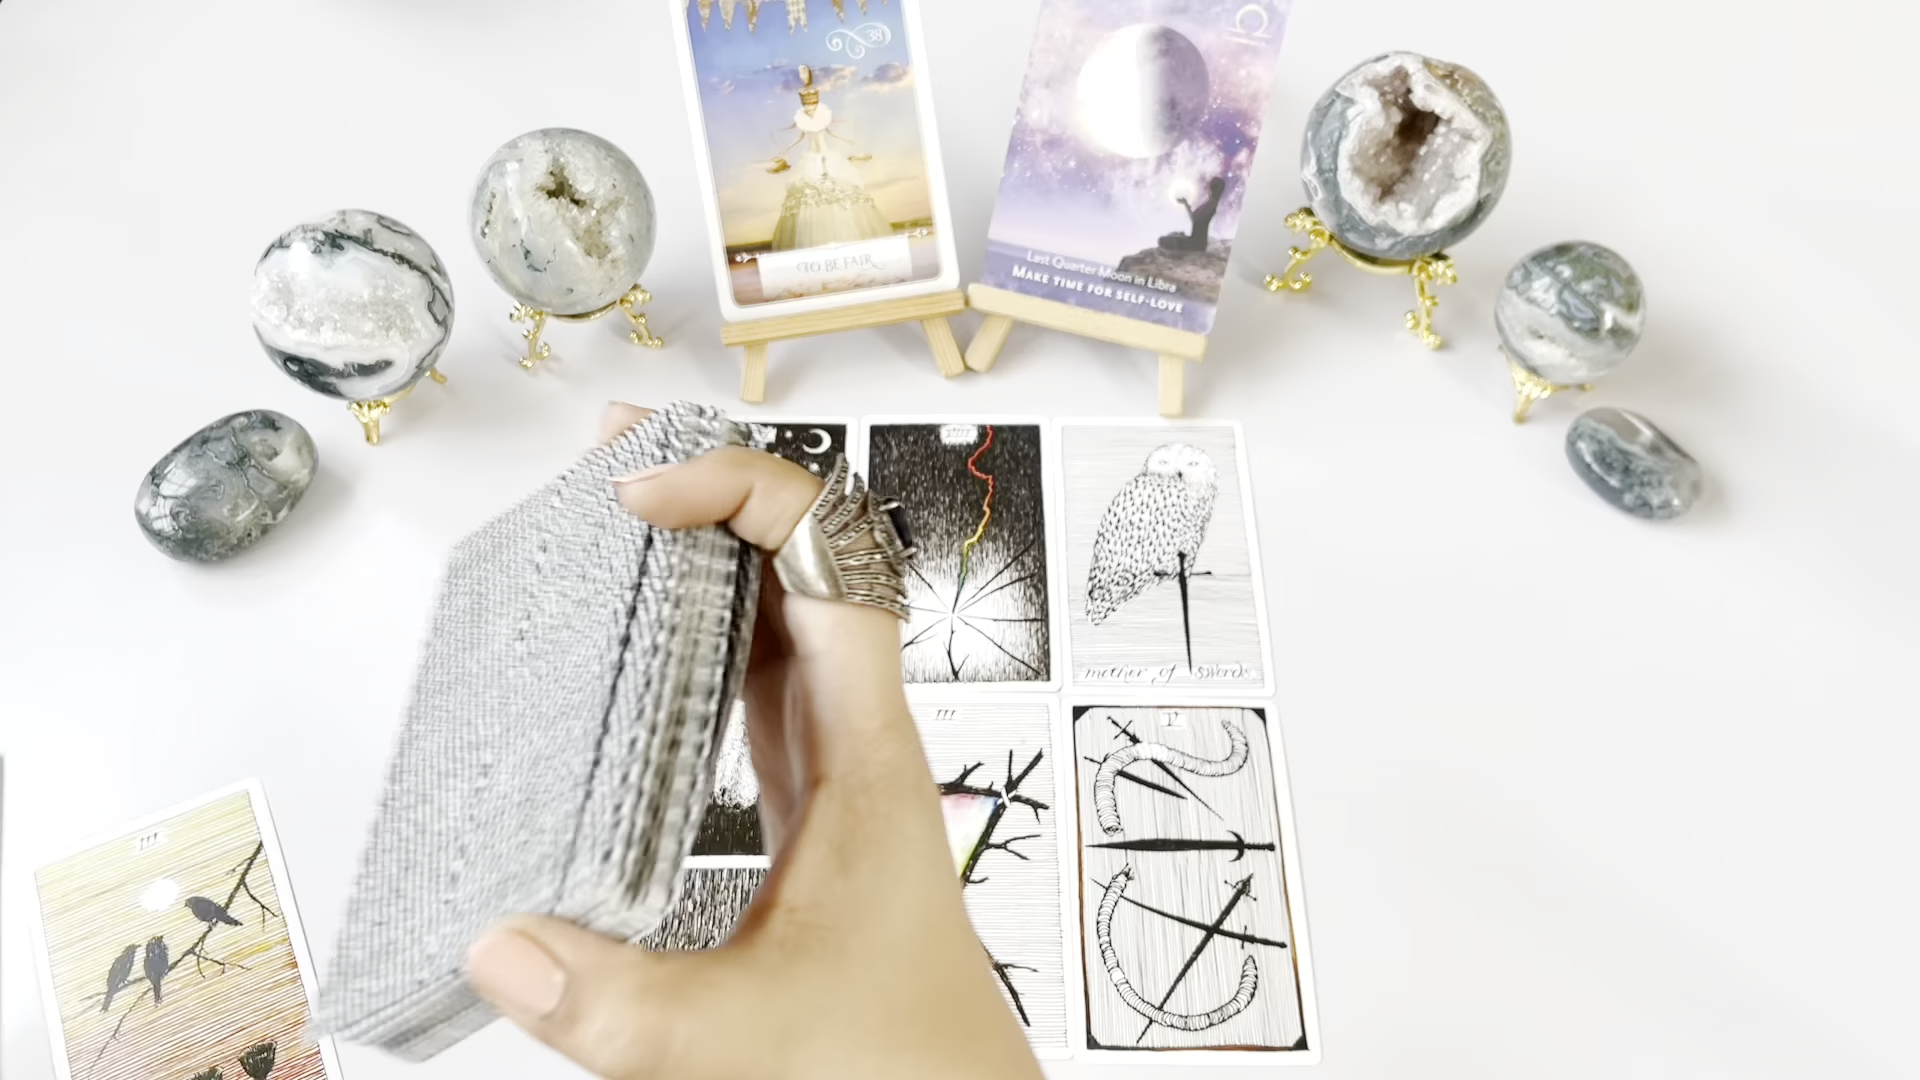 38
TO BE FAIR
Last Quarter Moon in Libra
MAKE TIME FOR SELF-LOVE
mother of swords
III
V
III